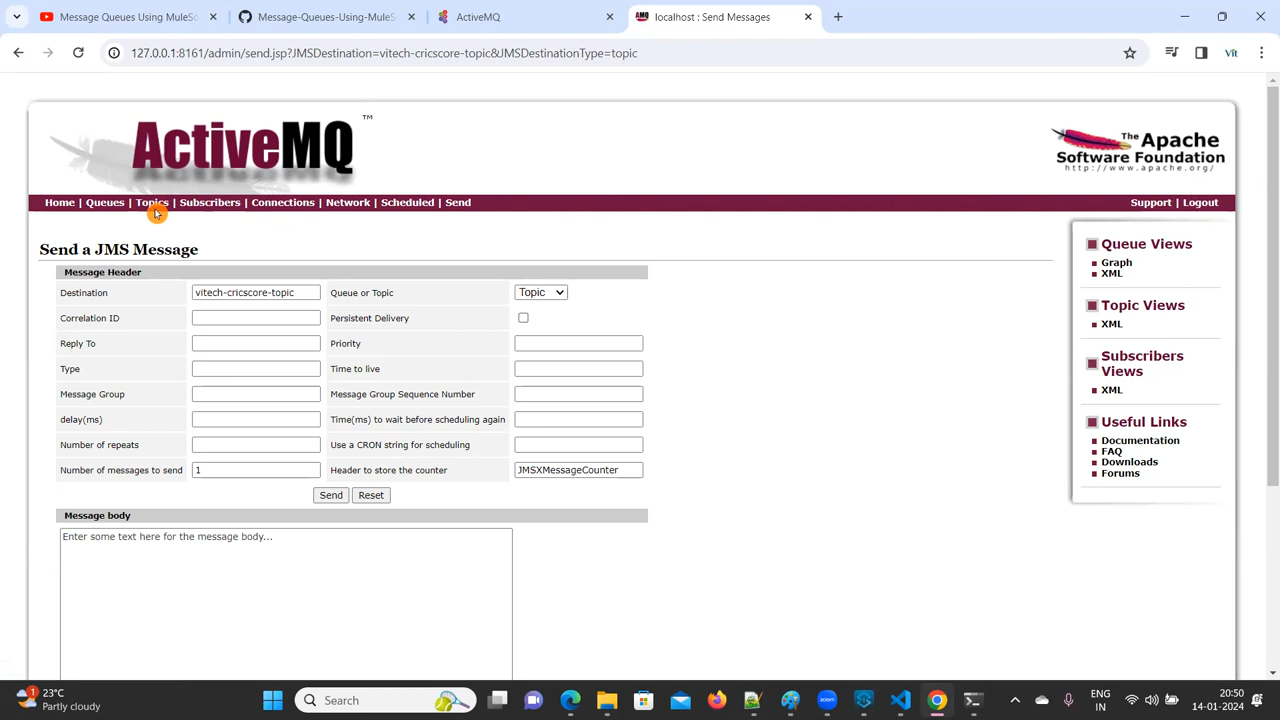 Message Queues Using MuleSo
Message-Queues-Using-MuleSof
ActiveMQ
localhost : Send Messages
127.0.0.1:8161/admin/send.jsp?JMSDestination=vitech-cricscore-topic&JMSDestinationType=topic
Vit
ActiveMQ™
The Apache
Software Foundation
http://www.apache.org/
Home | Queues | Topics | Subscribers | Connections | Network | Scheduled | Send
Support | Logout
Send a JMS Message
Message Header
Destination vitech-cricscore-topic Queue or Topic Topic
Correlation ID Persistent Delivery
Reply To Priority
Type Time to live
Message Group Message Group Sequence Number
delay(ms) Time(ms) to wait before scheduling again
Number of repeats Use a CRON string for scheduling
Number of messages to send 1 Header to store the counter JMSXMessageCounter
Send Reset
Message body
Enter some text here for the message body...
Queue Views
Graph
XML
Topic Views
XML
Subscribers
Views
XML
Useful Links
Documentation
FAQ
Downloads
Forums
1
23°C
Partly cloudy
Search
zoom
ENG
IN
20:50
14-01-2024